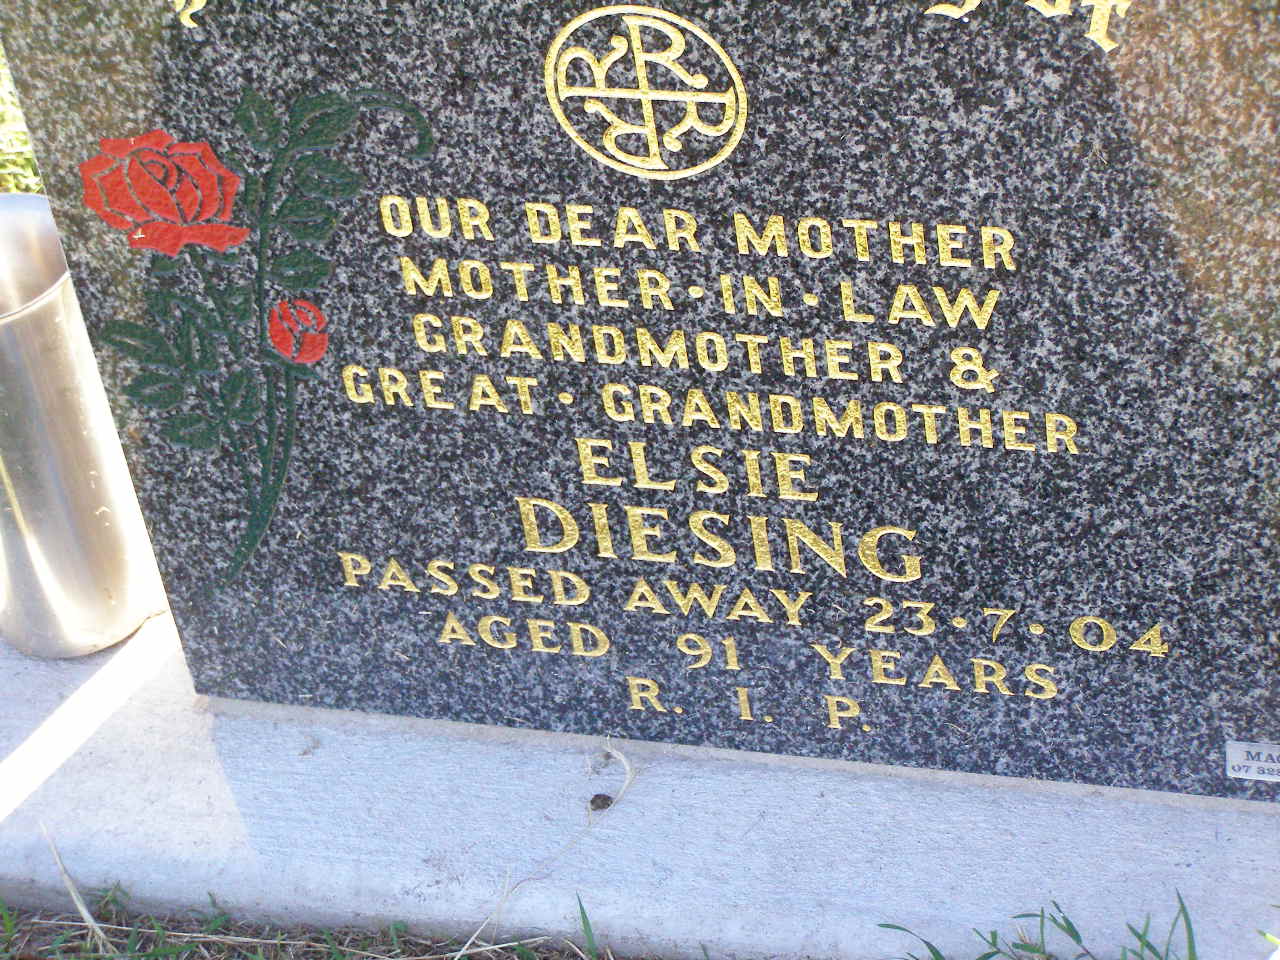 R R R R
OUR DEAR MOTHER
MOTHER·IN·LAW
GRANDMOTHER &
GREAT·GRANDMOTHER
ELSIE
DIESING
PASSED AWAY 23·7·04
AGED 91 YEARS
R. I. P.